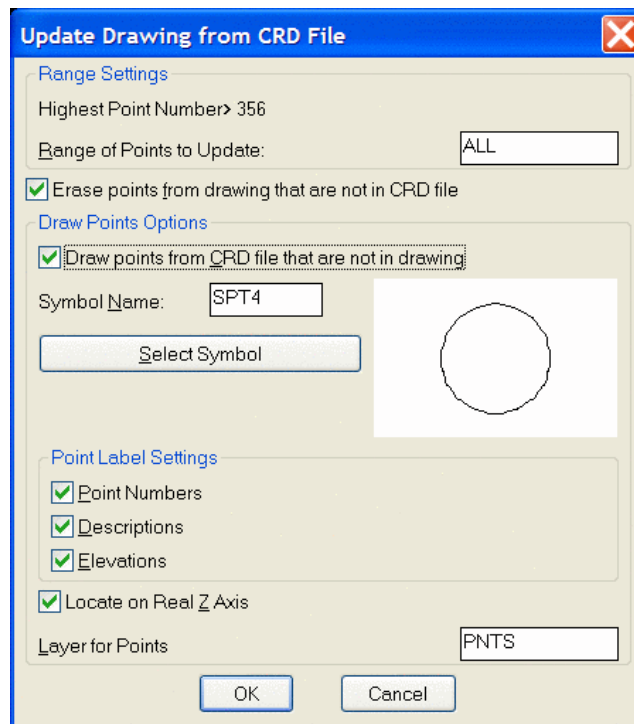 Update Drawing from CRD File
Range Settings
Highest Point Number> 356
Range of Points to Update: ALL
Erase points from drawing that are not in CRD file
Draw Points Options
Draw points from CRD file that are not in drawing
Symbol Name: SPT4
Select Symbol
Point Label Settings
Point Numbers
Descriptions
Elevations
Locate on Real Z Axis
Layer for Points PNTS
OK Cancel